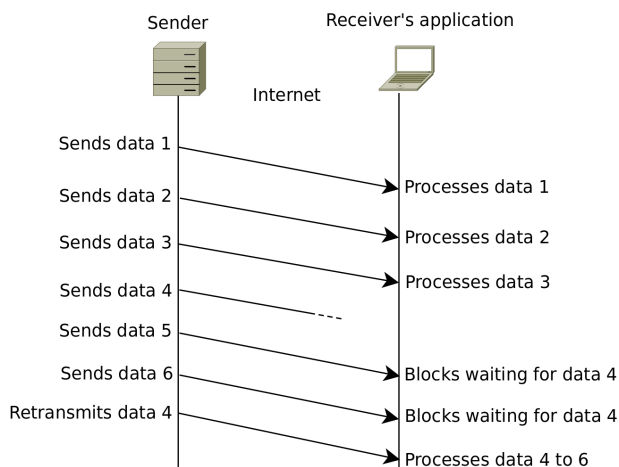 Sender
Receiver's application
Internet
Sends data 1
Processes data 1
Sends data 2
Processes data 2
Sends data 3
Processes data 3
Sends data 4
Sends data 5
Blocks waiting for data 4
Sends data 6
Blocks waiting for data 4
Retransmits data 4
Processes data 4 to 6